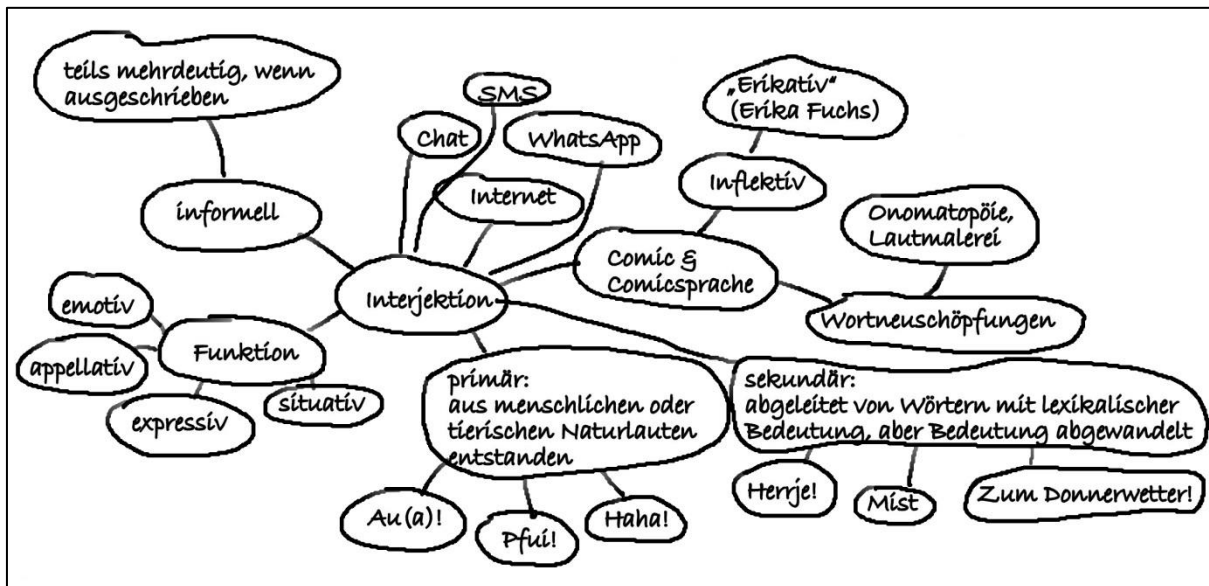 teils mehrdeutig, wenn
ausgeschrieben
SMS
Chat
WhatsApp
„Erikativ“
(Erika Fuchs)
Internet
Inflektiv
informell
Onomatopöie,
Lautmalerei
Comic &
Comicsprache
Interjektion
Wortneuschöpfungen
emotiv
Funktion
appellativ
expressiv
situativ
primär:
aus menschlichen oder
tierischen Naturlauten
entstanden
sekundär:
abgeleitet von Wörtern mit lexikalischer
Bedeutung, aber Bedeutung abgewandelt
Au(a)!
Pfui!
Haha!
Herrje!
Mist
Zum Donnerwetter!